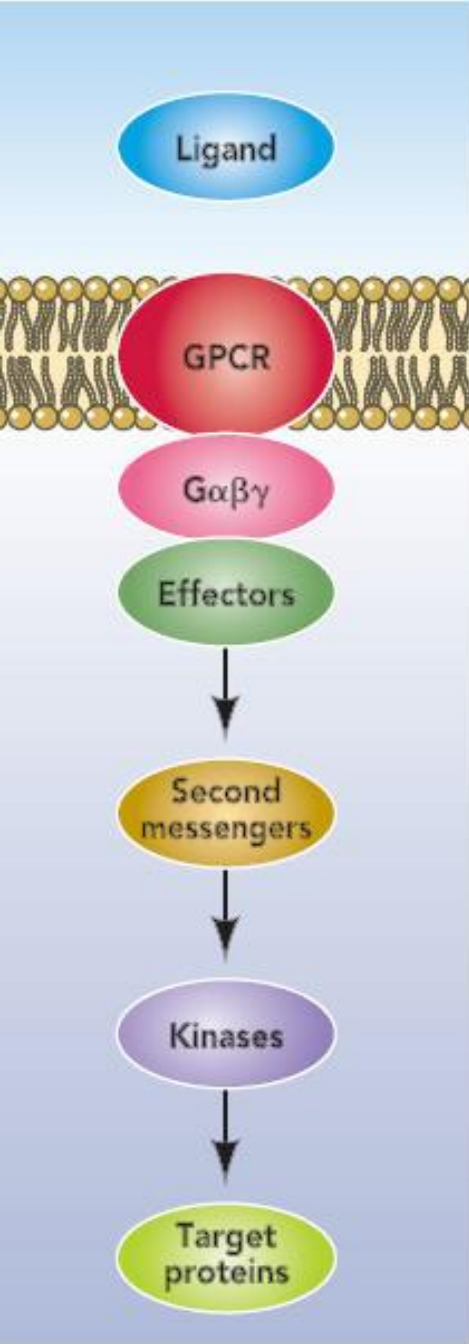 Ligand
GPCR
Gαβγ
Effectors
Second
messengers
Kinases
Target
proteins